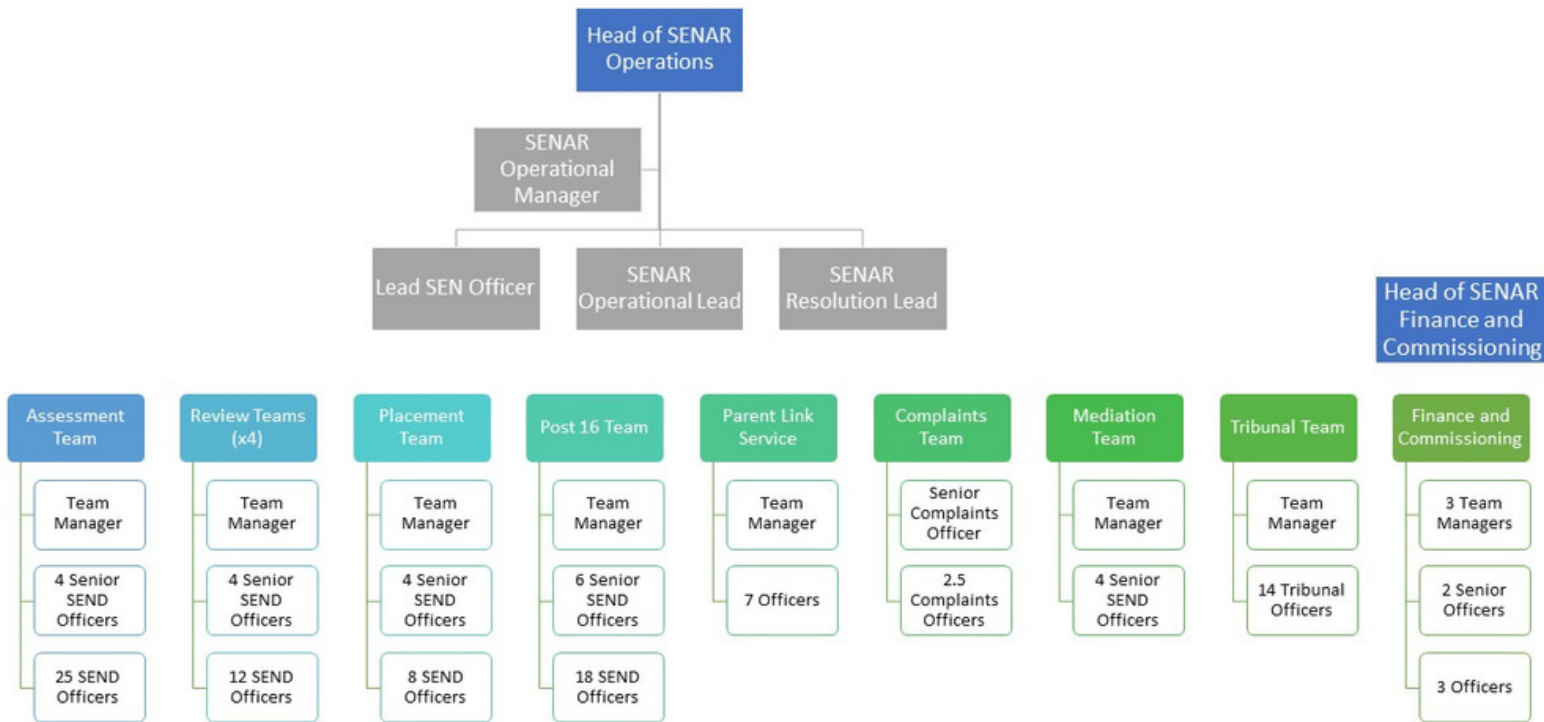 Head of SENAR
Operations
SENAR
Operational
Manager
Lead SEN Officer
SENAR
Operational Lead
SENAR
Resolution Lead
Head of SENAR
Finance and
Commissioning
Assessment
Team
Team
Manager
4 Senior
SEND
Officers
25 SEND
Officers
Review Teams
(x4)
Team
Manager
4 Senior
SEND
Officers
12 SEND
Officers
Placement
Team
Team
Manager
4 Senior
SEND
Officers
8 SEND
Officers
Post 16 Team
Team
Manager
6 Senior
SEND
Officers
18 SEND
Officers
Parent Link
Service
Team
Manager
7 Officers
Complaints
Team
Senior
Complaints
Officer
2.5
Complaints
Officers
Mediation
Team
Team
Manager
4 Senior
SEND
Officers
Tribunal Team
Team
Manager
14 Tribunal
Officers
Finance and
Commissioning
3 Team
Managers
2 Senior
Officers
3 Officers